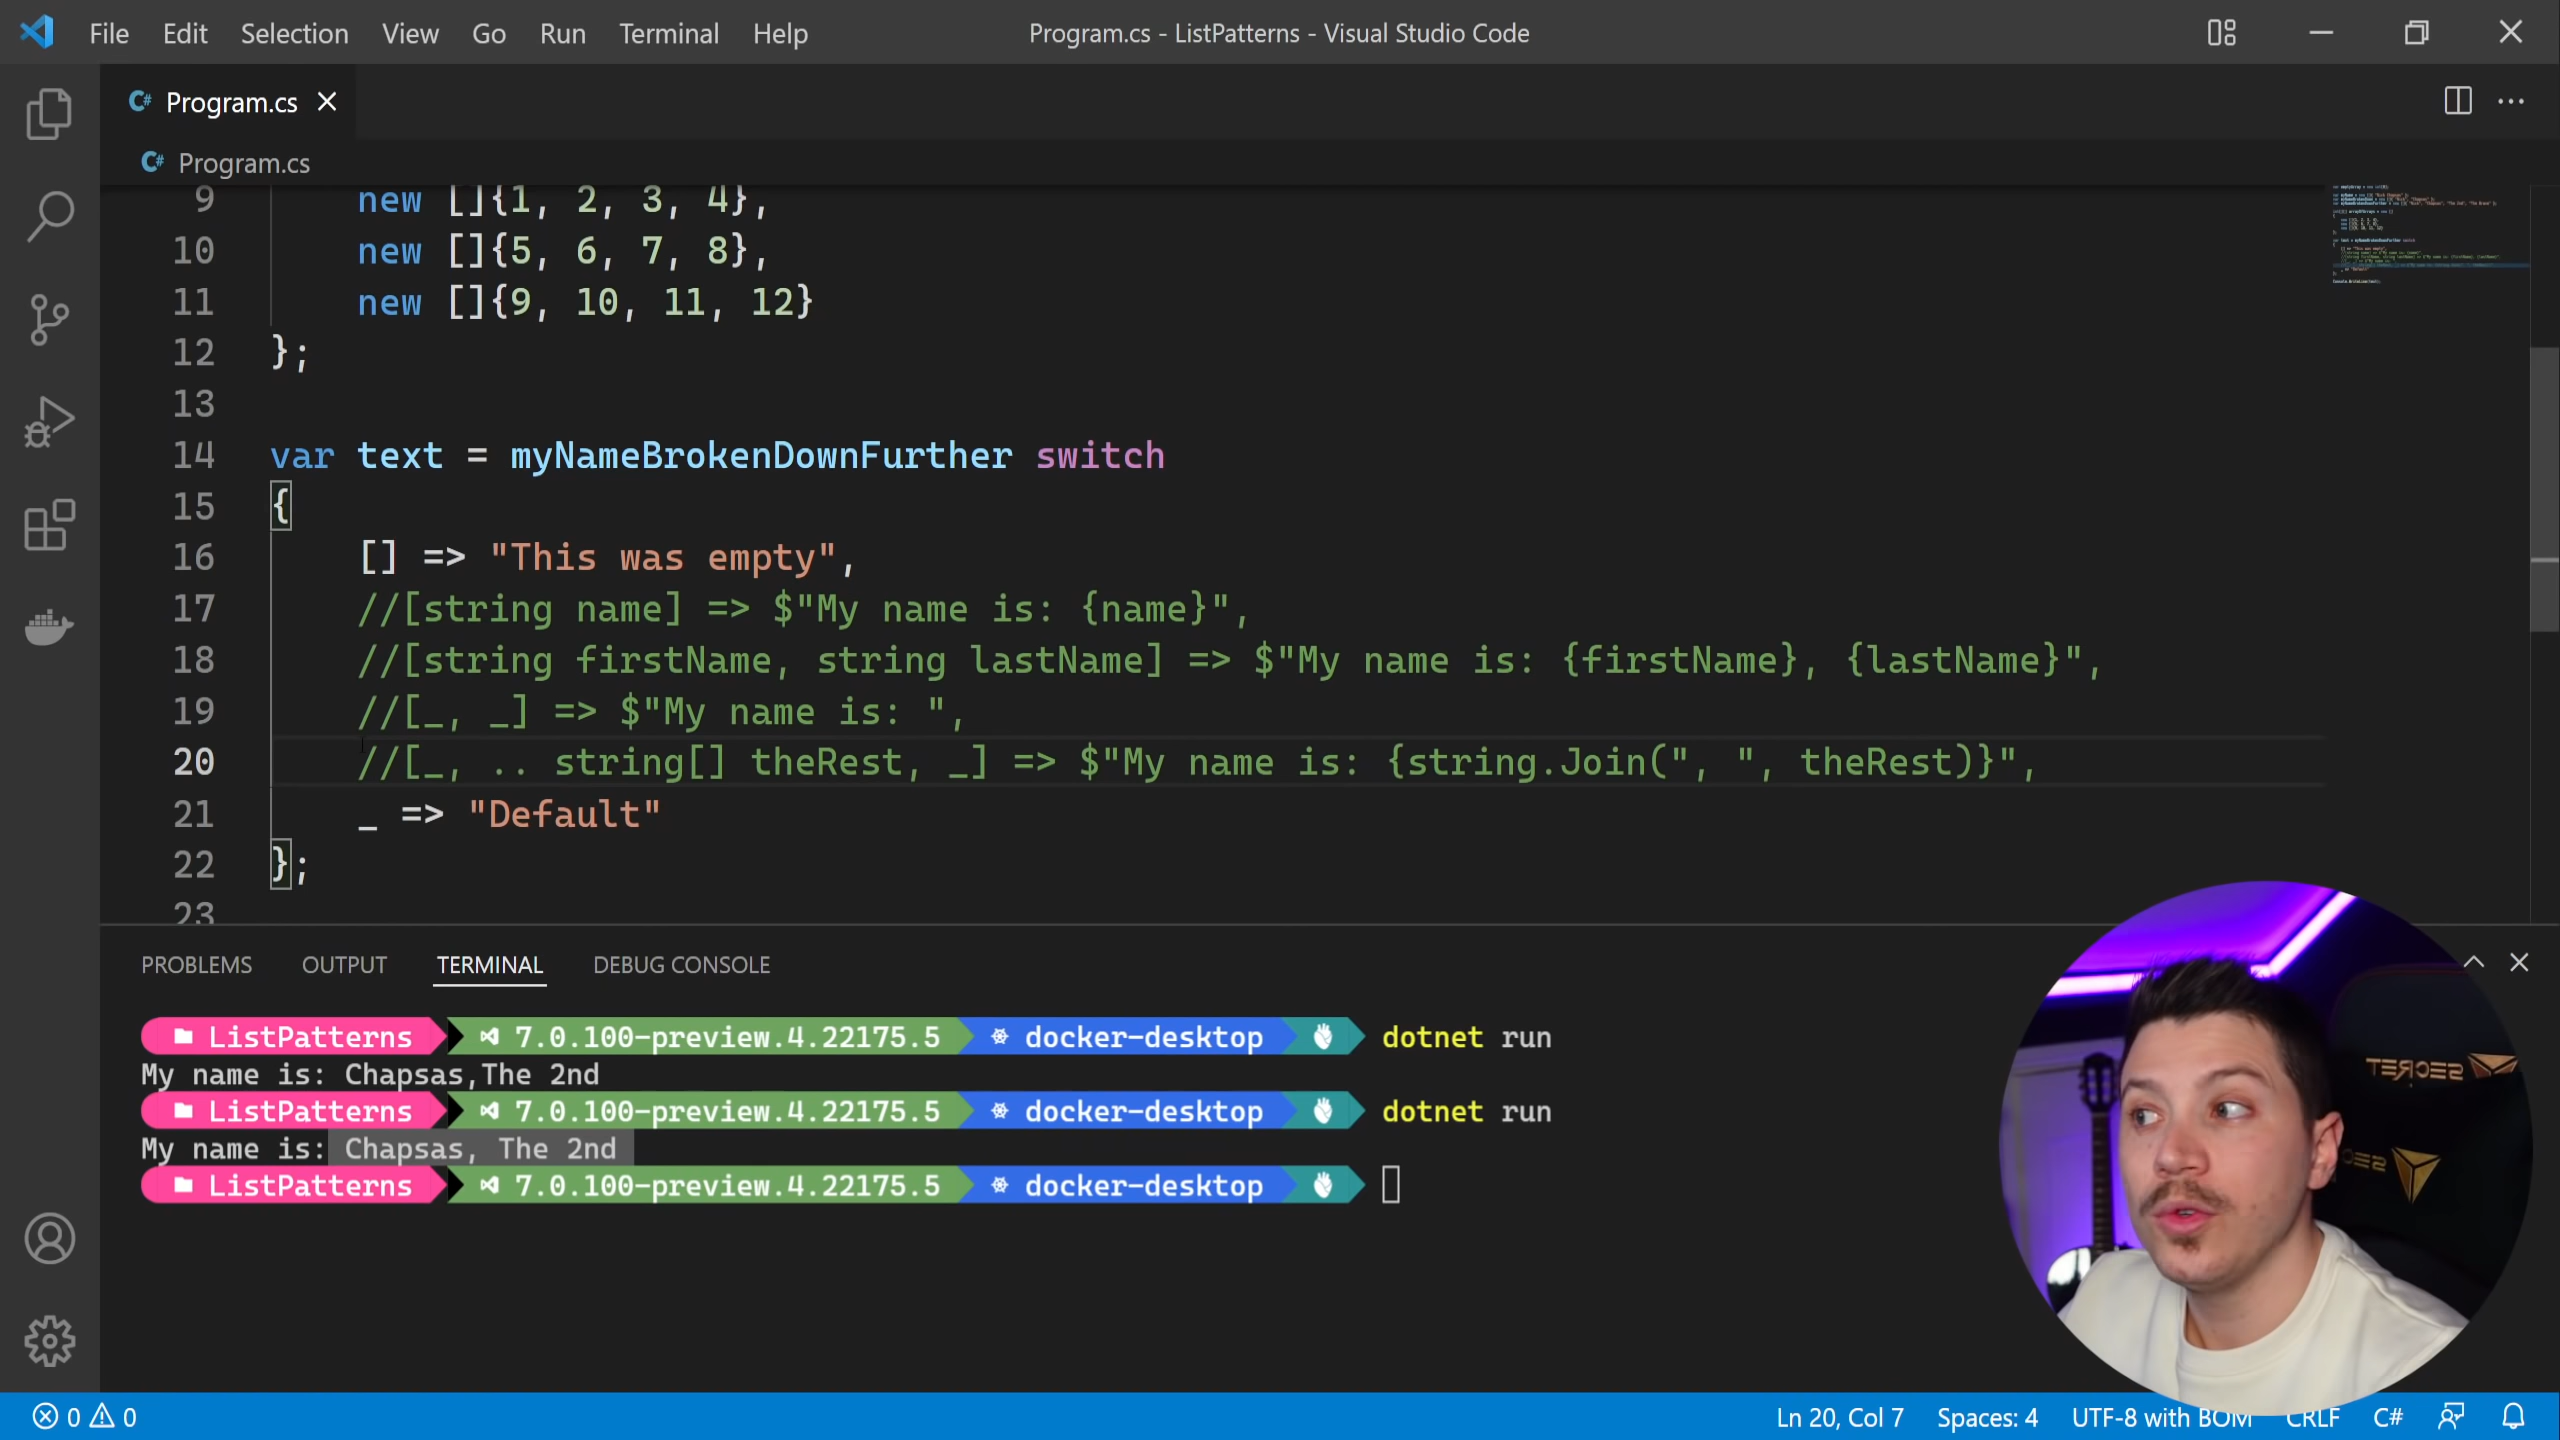 File Edit Selection View Go Run Terminal Help Program.cs - ListPatterns - Visual Studio Code
Program.cs
Program.cs
9 new []{1, 2, 3, 4},
10 new []{5, 6, 7, 8},
11 new []{9, 10, 11, 12}
12 };
13
14 var text = myNameBrokenDownFurther switch
15 {
16 [] => "This was empty",
17 //[string name] => $"My name is: {name}",
18 //[string firstName, string lastName] => $"My name is: {firstName}, {lastName}",
19 //[_, _] => $"My name is: ",
20 //[_, .. string[] theRest, _] => $"My name is: {string.Join(", ", theRest)}",
21 _ => "Default"
22 };
23
PROBLEMS OUTPUT TERMINAL DEBUG CONSOLE
ListPatterns 7.0.100-preview.4.22175.5 docker-desktop dotnet run
My name is: Chapsas,The 2nd
ListPatterns 7.0.100-preview.4.22175.5 docker-desktop dotnet run
My name is: Chapsas, The 2nd
ListPatterns 7.0.100-preview.4.22175.5 docker-desktop
SECRET
0 0 Ln 20, Col 7 Spaces: 4 UTF-8 with BOM CRLF C#